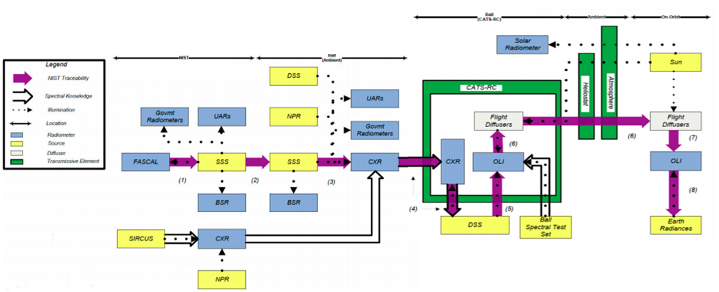 Ball
(CATS-RC)
Ambient
On-Orbit
NIST
Ball
(Ambient)
Legend
NIST Traceability
Spectral Knowledge
Illumination
Location
Radiometer
Source
Diffuser
Transmissive Element
Solar
Radiometer
Sun
DSS
CATS-RC
Heliostat
Atmosphere
UARs
NPR
Govmt
Radiometers
UARs
Govmt
Radiometers
Flight
Diffusers
Flight
Diffusers
(6)
(6)
(7)
FASCAL
SSS
SSS
CXR
CXR
OLI
OLI
(1)
(2)
(3)
(8)
BSR
BSR
(4)
(5)
DSS
Ball
Spectral Test
Set
Earth
Radiances
SIRCUS
CXR
NPR